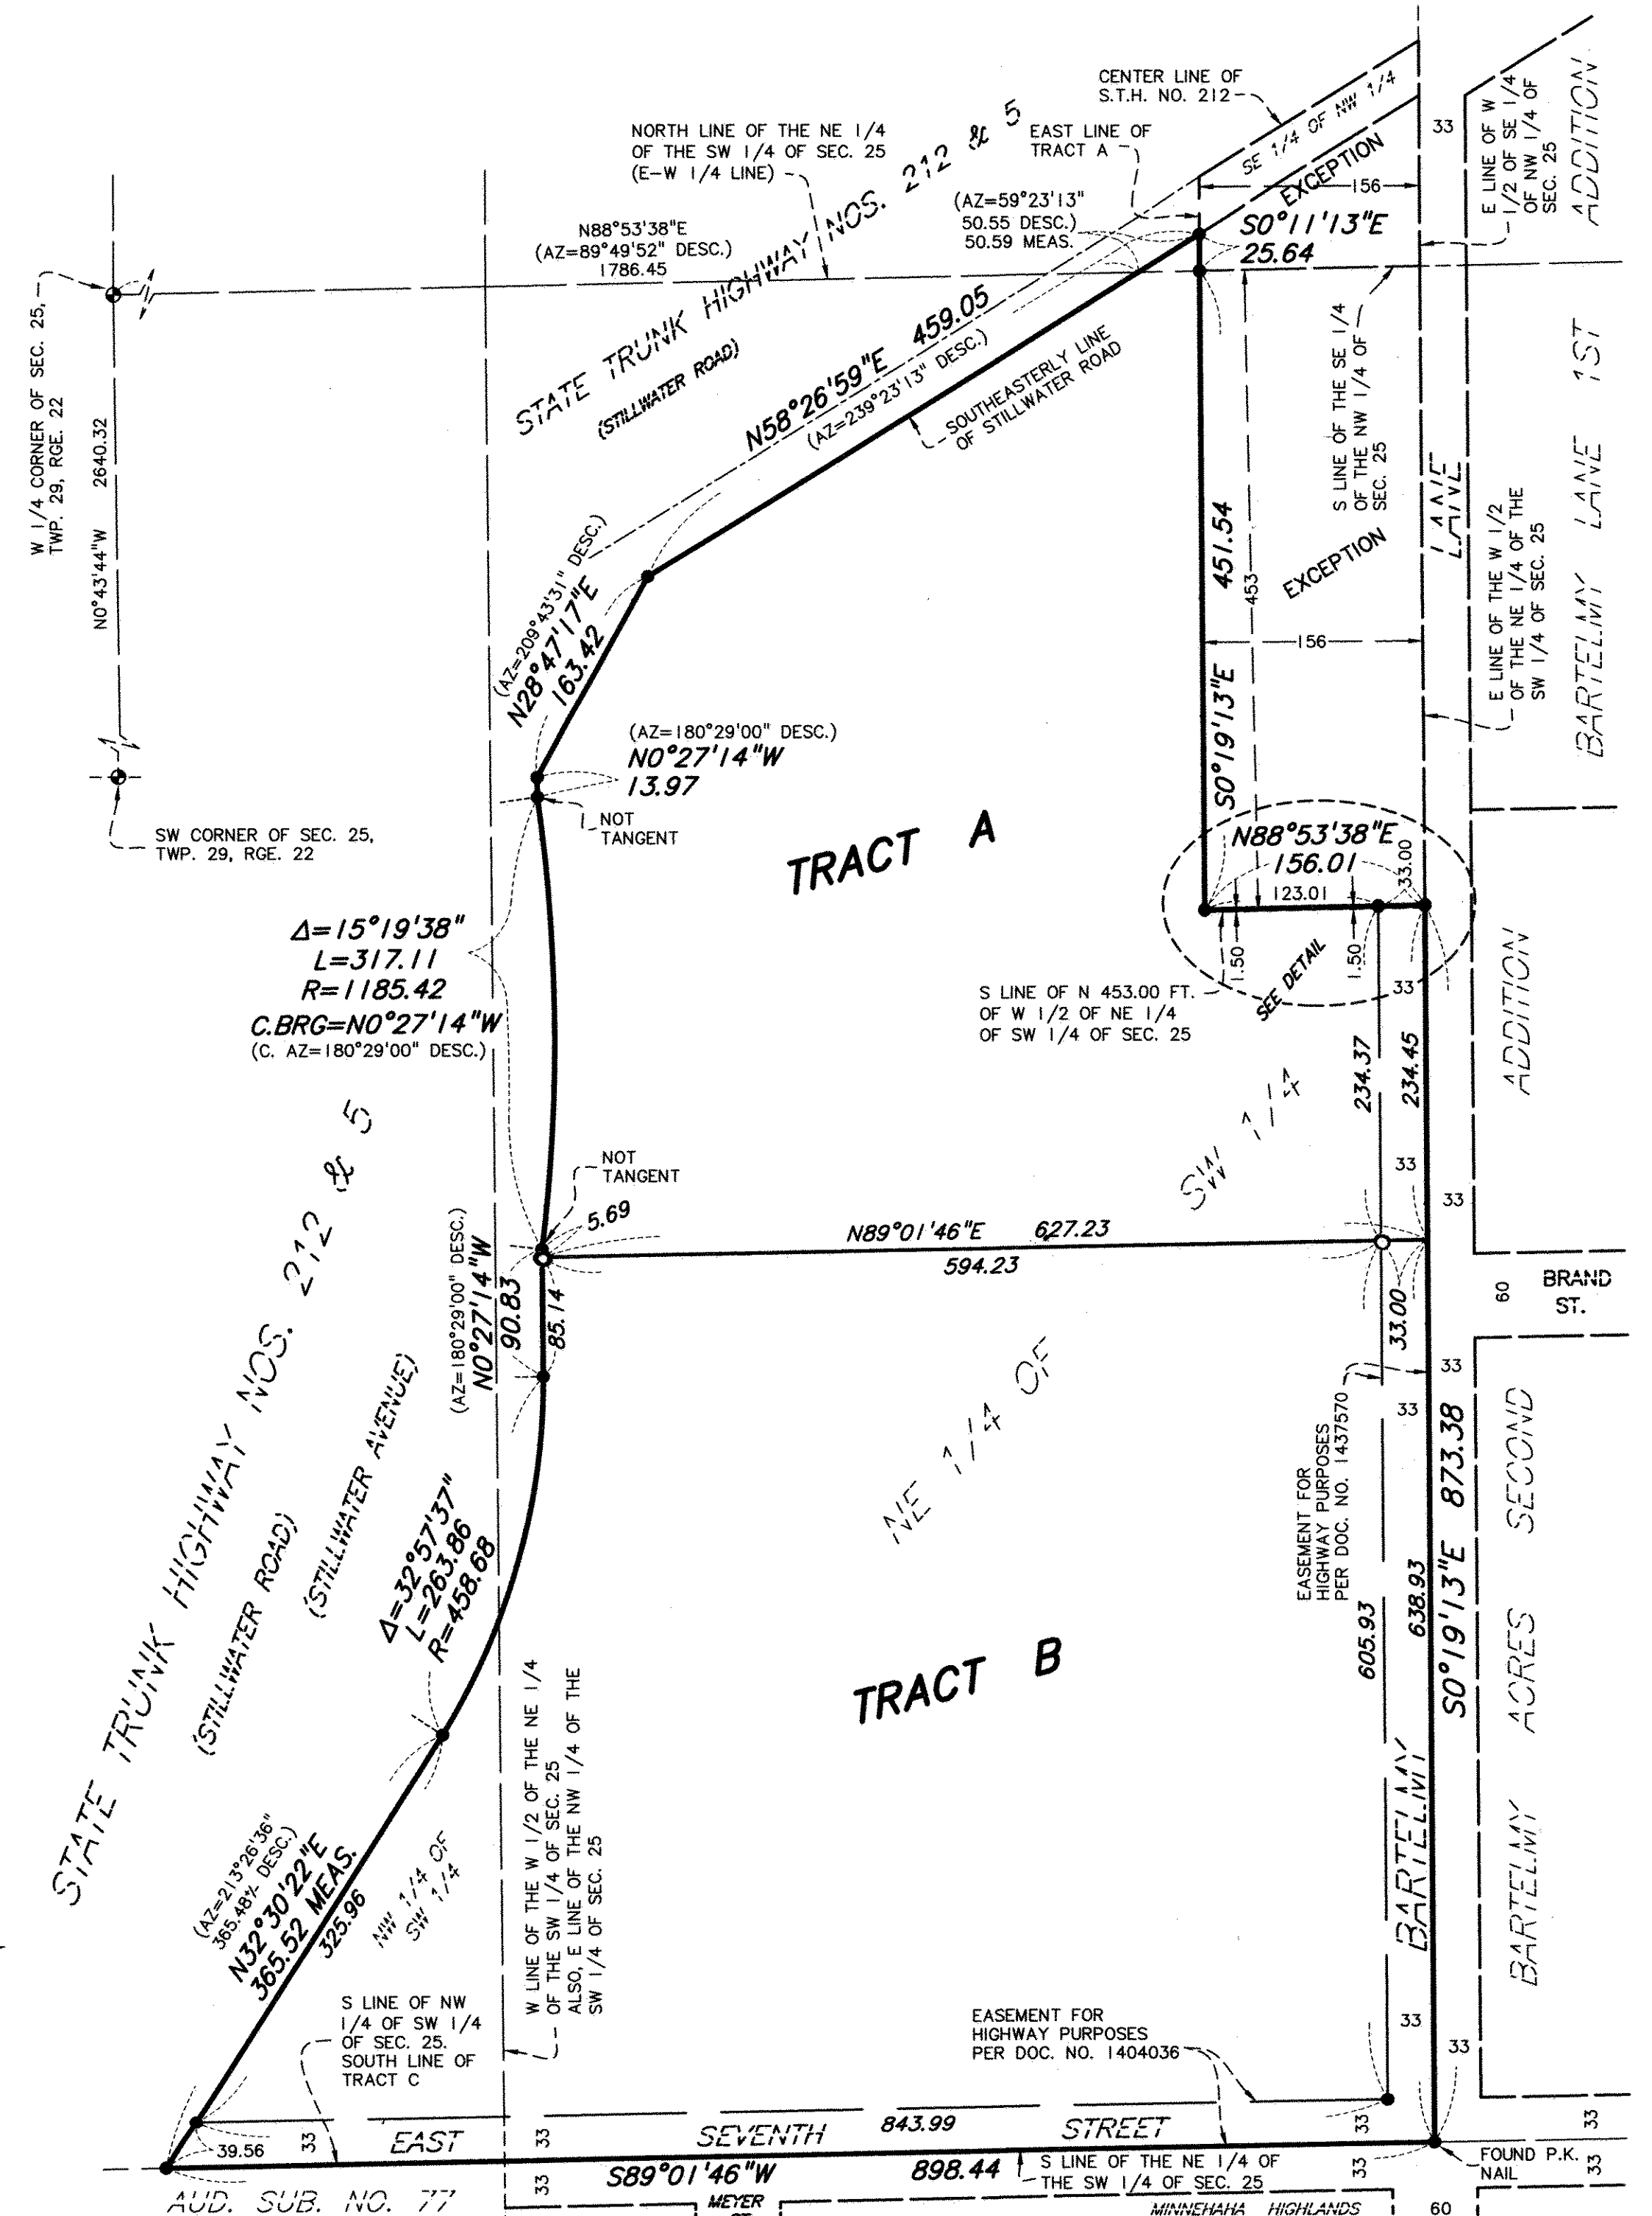 CENTER LINE OF
S.T.H. NO. 212
NORTH LINE OF THE NE 1/4
OF THE SW 1/4 OF SEC. 25
(E-W 1/4 LINE)
EAST LINE OF
TRACT A
SE 1/4 OF NW 1/4
EXCEPTION
156
33
E LINE OF W
1/2 OF SE 1/4
OF NW 1/4 OF
SEC. 25
ADDITION
(AZ=59°23'13"
50.55 DESC.)
50.59 MEAS.
S0°11'13"E
25.64
N88°53'38"E
(AZ=89°49'52" DESC.)
1786.45
STATE TRUNK HIGHWAY NOS. 212 & 5
(STILLWATER ROAD)
N58°26'59"E 459.05
(AZ=239°23'13" DESC.)
SOUTHEASTERLY LINE
OF STILLWATER ROAD
W 1/4 CORNER OF SEC. 25,
TWP. 29, RGE. 22
N0°43'44"W 2640.32
SW CORNER OF SEC. 25,
TWP. 29, RGE. 22
S LINE OF THE SE 1/4
OF THE NW 1/4 OF
SEC. 25
LANE
BARTELMY LANE 1ST
451.54
453
EXCEPTION
156
S0°19'13"E
E LINE OF THE W 1/2
OF THE NE 1/4 OF THE
SW 1/4 OF SEC. 25
(AZ=209°43'31" DESC.)
N28°47'17"E
163.42
(AZ=180°29'00" DESC.)
N0°27'14"W
13.97
NOT
TANGENT
TRACT A
N88°53'38"E
156.01
123.01
33.00
1.50
1.50
SEE DETAIL
33
S LINE OF N 453.00 FT.
OF W 1/2 OF NE 1/4
OF SW 1/4 OF SEC. 25
Δ=15°19'38"
L=317.11
R=1185.42
C.BRG=N0°27'14"W
(C. AZ=180°29'00" DESC.)
234.37
234.45
ADDITION
SW 1/4
33
33
NOT
TANGENT
5.69
N89°01'46"E 627.23
594.23
33.00
60
BRAND
ST.
(AZ=180°29'00" DESC.)
N0°27'14"W
90.83
85.14
NE 1/4 OF
33
33
EASEMENT FOR
HIGHWAY PURPOSES
PER DOC. NO. 1437570
STATE TRUNK HIGHWAY NOS. 212 & 5
(STILLWATER ROAD)
(STILLWATER AVENUE)
Δ=32°57'37"
L=263.86
R=458.68
605.93
638.93
S0°19'13"E 873.38
BARTELMY ACRES SECOND
TRACT B
BARTELMY
W LINE OF THE W 1/2 OF THE NE 1/4
OF THE SW 1/4 OF SEC. 25
ALSO, E LINE OF THE NW 1/4 OF THE
SW 1/4 OF SEC. 25
(AZ=213°26'36"
365.48+/- DESC.)
N32°30'22"E
365.52 MEAS.
325.96
NW 1/4 OF
SW 1/4
S LINE OF NW
1/4 OF SW 1/4
OF SEC. 25.
SOUTH LINE OF
TRACT C
EASEMENT FOR
HIGHWAY PURPOSES
PER DOC. NO. 1404036
33
33
39.56
33
EAST
33
SEVENTH
843.99
STREET
33
33
S89°01'46"W
898.44
S LINE OF THE NE 1/4 OF
THE SW 1/4 OF SEC. 25
33
33
FOUND P.K.
NAIL
33
AUD. SUB. NO. 77
MEYER
MINNEHAHA HIGHLANDS
60